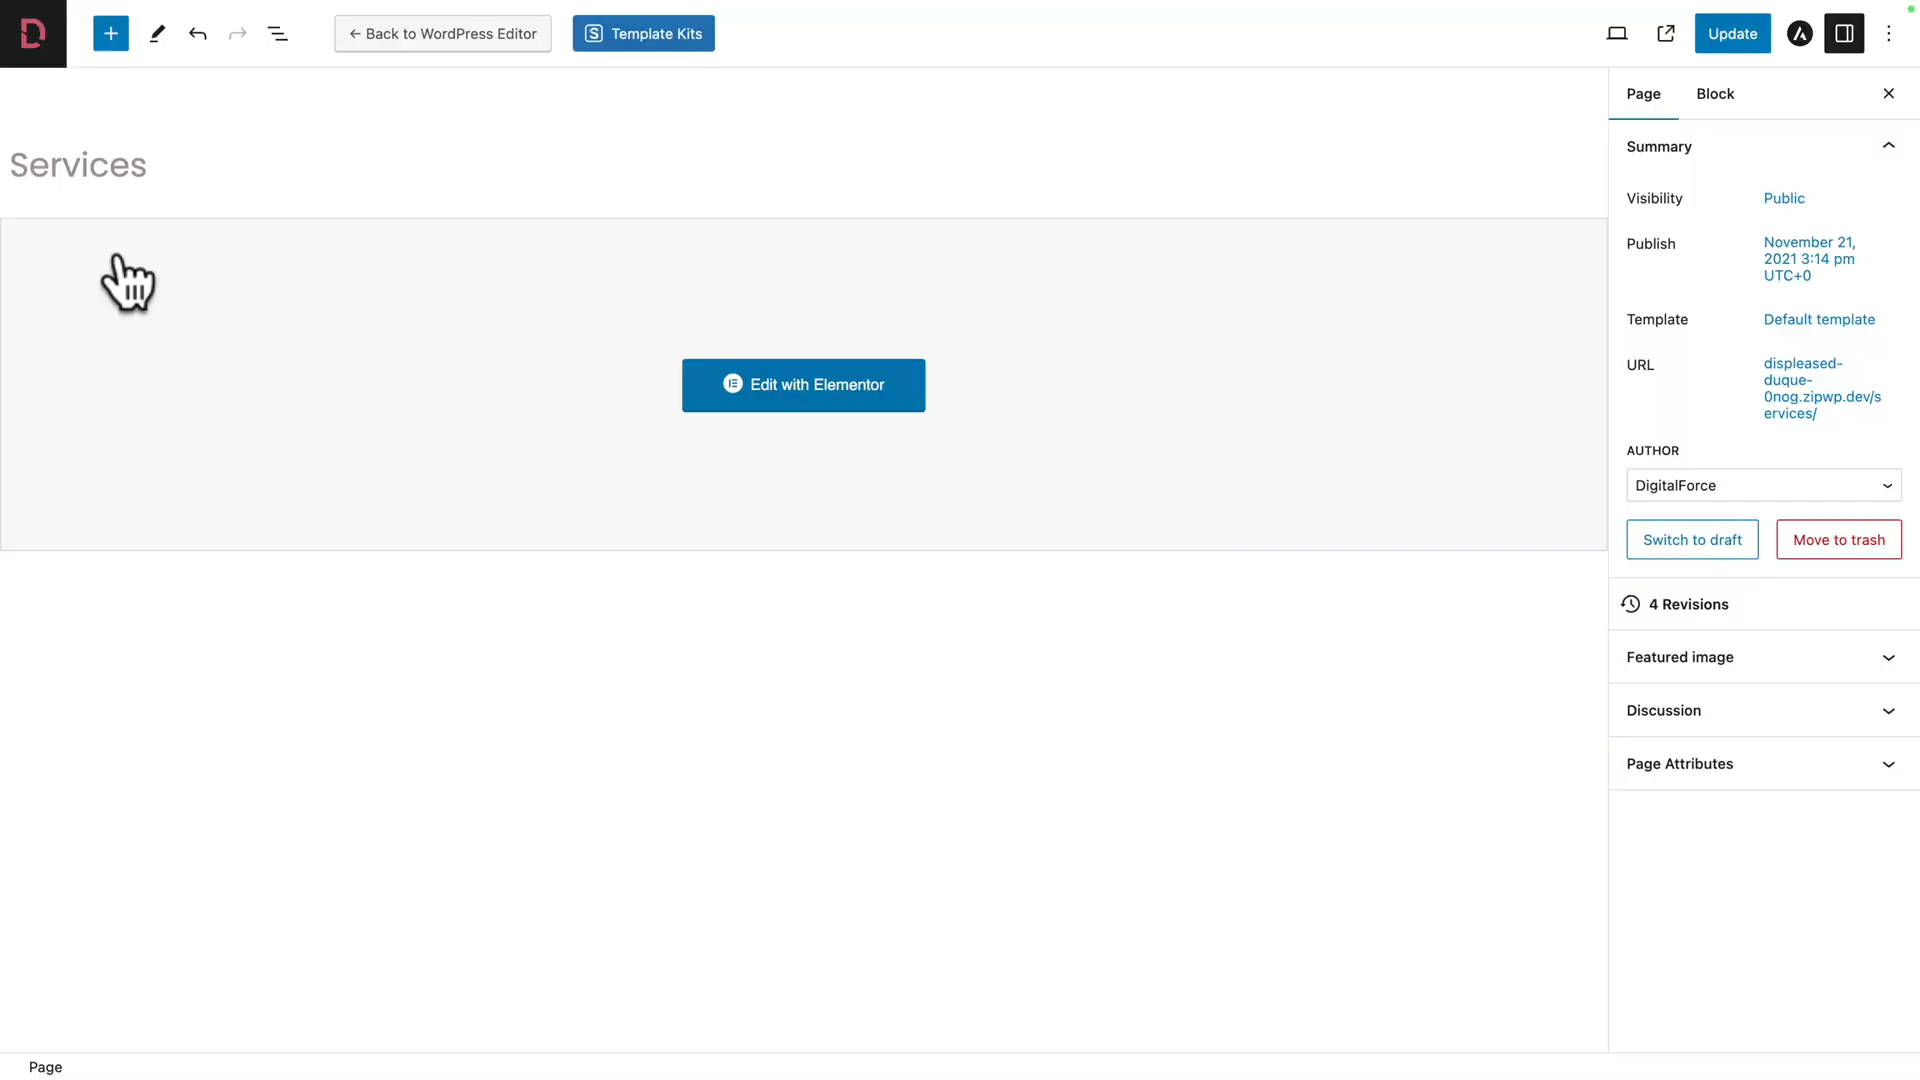 ← Back to WordPress Editor
Template Kits
Update
Page
Block
Services
Summary
Visibility
Public
Publish
November 21,
2021 3:14 pm
UTC+0
Template
Default template
URL
displeased-
duque-
0nog.zipwp.dev/s
ervices/
Edit with Elementor
AUTHOR
DigitalForce
Switch to draft
Move to trash
4 Revisions
Featured image
Discussion
Page Attributes
Page